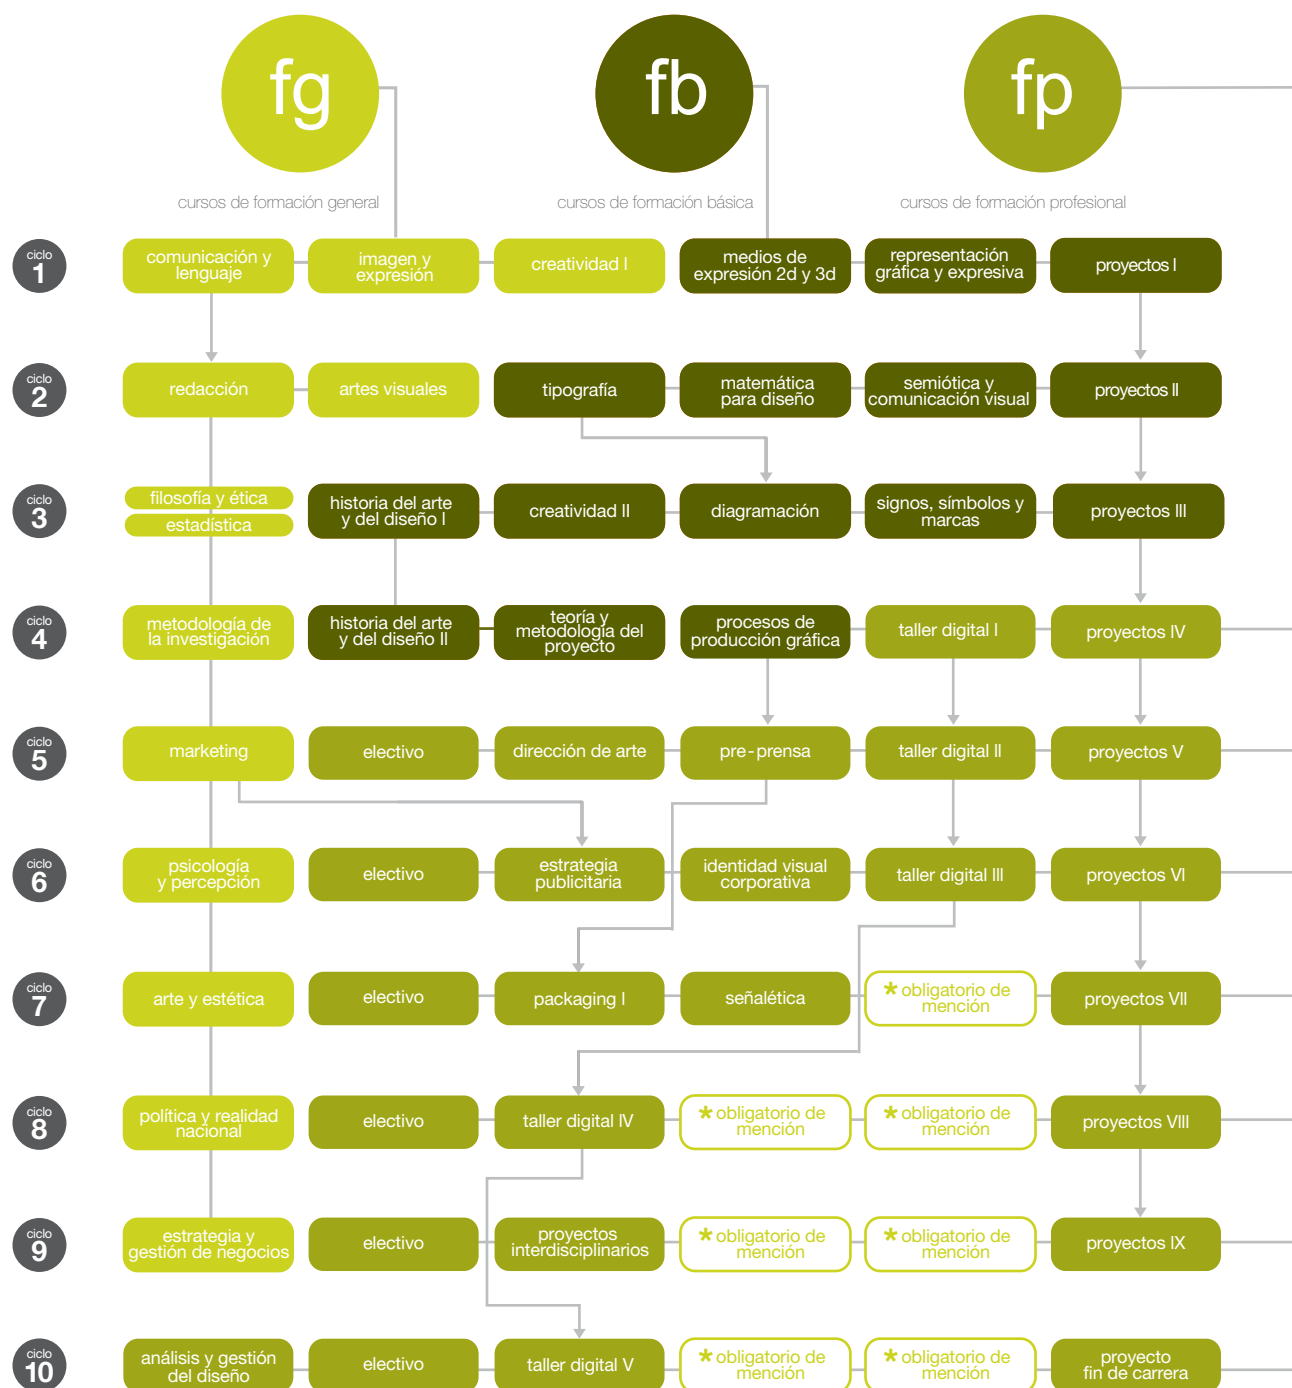 fg
fb
fp
cursos de formación general
cursos de formación básica
cursos de formación profesional
ciclo
1
comunicación y
lenguaje
imagen y
expresión
creatividad I
medios de
expresión 2d y 3d
representación
gráfica y expresiva
proyectos I
ciclo
2
redacción
artes visuales
tipografía
matemática
para diseño
semiótica y
comunicación visual
proyectos II
ciclo
3
filosofía y ética
estadística
historia del arte
y del diseño I
creatividad II
diagramación
signos, símbolos y
marcas
proyectos III
ciclo
4
metodología de
la investigación
historia del arte
y del diseño II
teoría y
metodología del
proyecto
procesos de
producción gráfica
taller digital I
proyectos IV
ciclo
5
marketing
electivo
dirección de arte
pre-prensa
taller digital II
proyectos V
ciclo
6
psicología
y percepción
electivo
estrategia
publicitaria
identidad visual
corporativa
taller digital III
proyectos VI
ciclo
7
arte y estética
electivo
packaging I
señalética
* obligatorio de
mención
proyectos VII
ciclo
8
política y realidad
nacional
electivo
taller digital IV
* obligatorio de
mención
* obligatorio de
mención
proyectos VIII
ciclo
9
estrategia y
gestión de negocios
electivo
proyectos
interdisciplinarios
* obligatorio de
mención
* obligatorio de
mención
proyectos IX
ciclo
10
análisis y gestión
del diseño
electivo
taller digital V
* obligatorio de
mención
* obligatorio de
mención
proyecto
fin de carrera